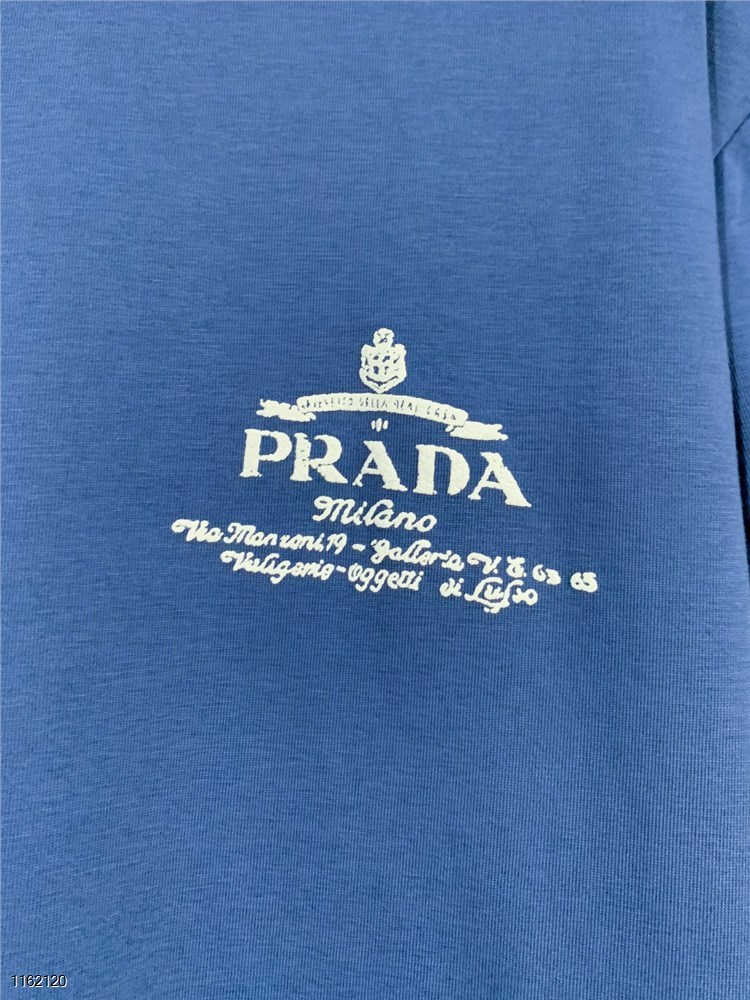 PRADA
Milano
Via Manzoni, 19 - Galleria, V. E. 63 65
Valigerie - Oggetti di Lusso
1162120